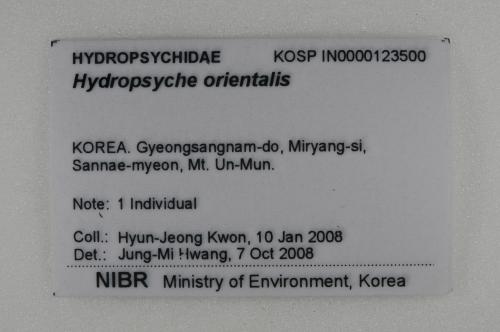 HYDROPSYCHIDAE KOSP IN0000123500
Hydropsyche orientalis
KOREA. Gyeongsangnam-do, Miryang-si,
Sannae-myeon, Mt. Un-Mun.
Note: 1 Individual
Coll.: Hyun-Jeong Kwon, 10 Jan 2008
Det.: Jung-Mi Hwang, 7 Oct 2008
NIBR Ministry of Environment, Korea